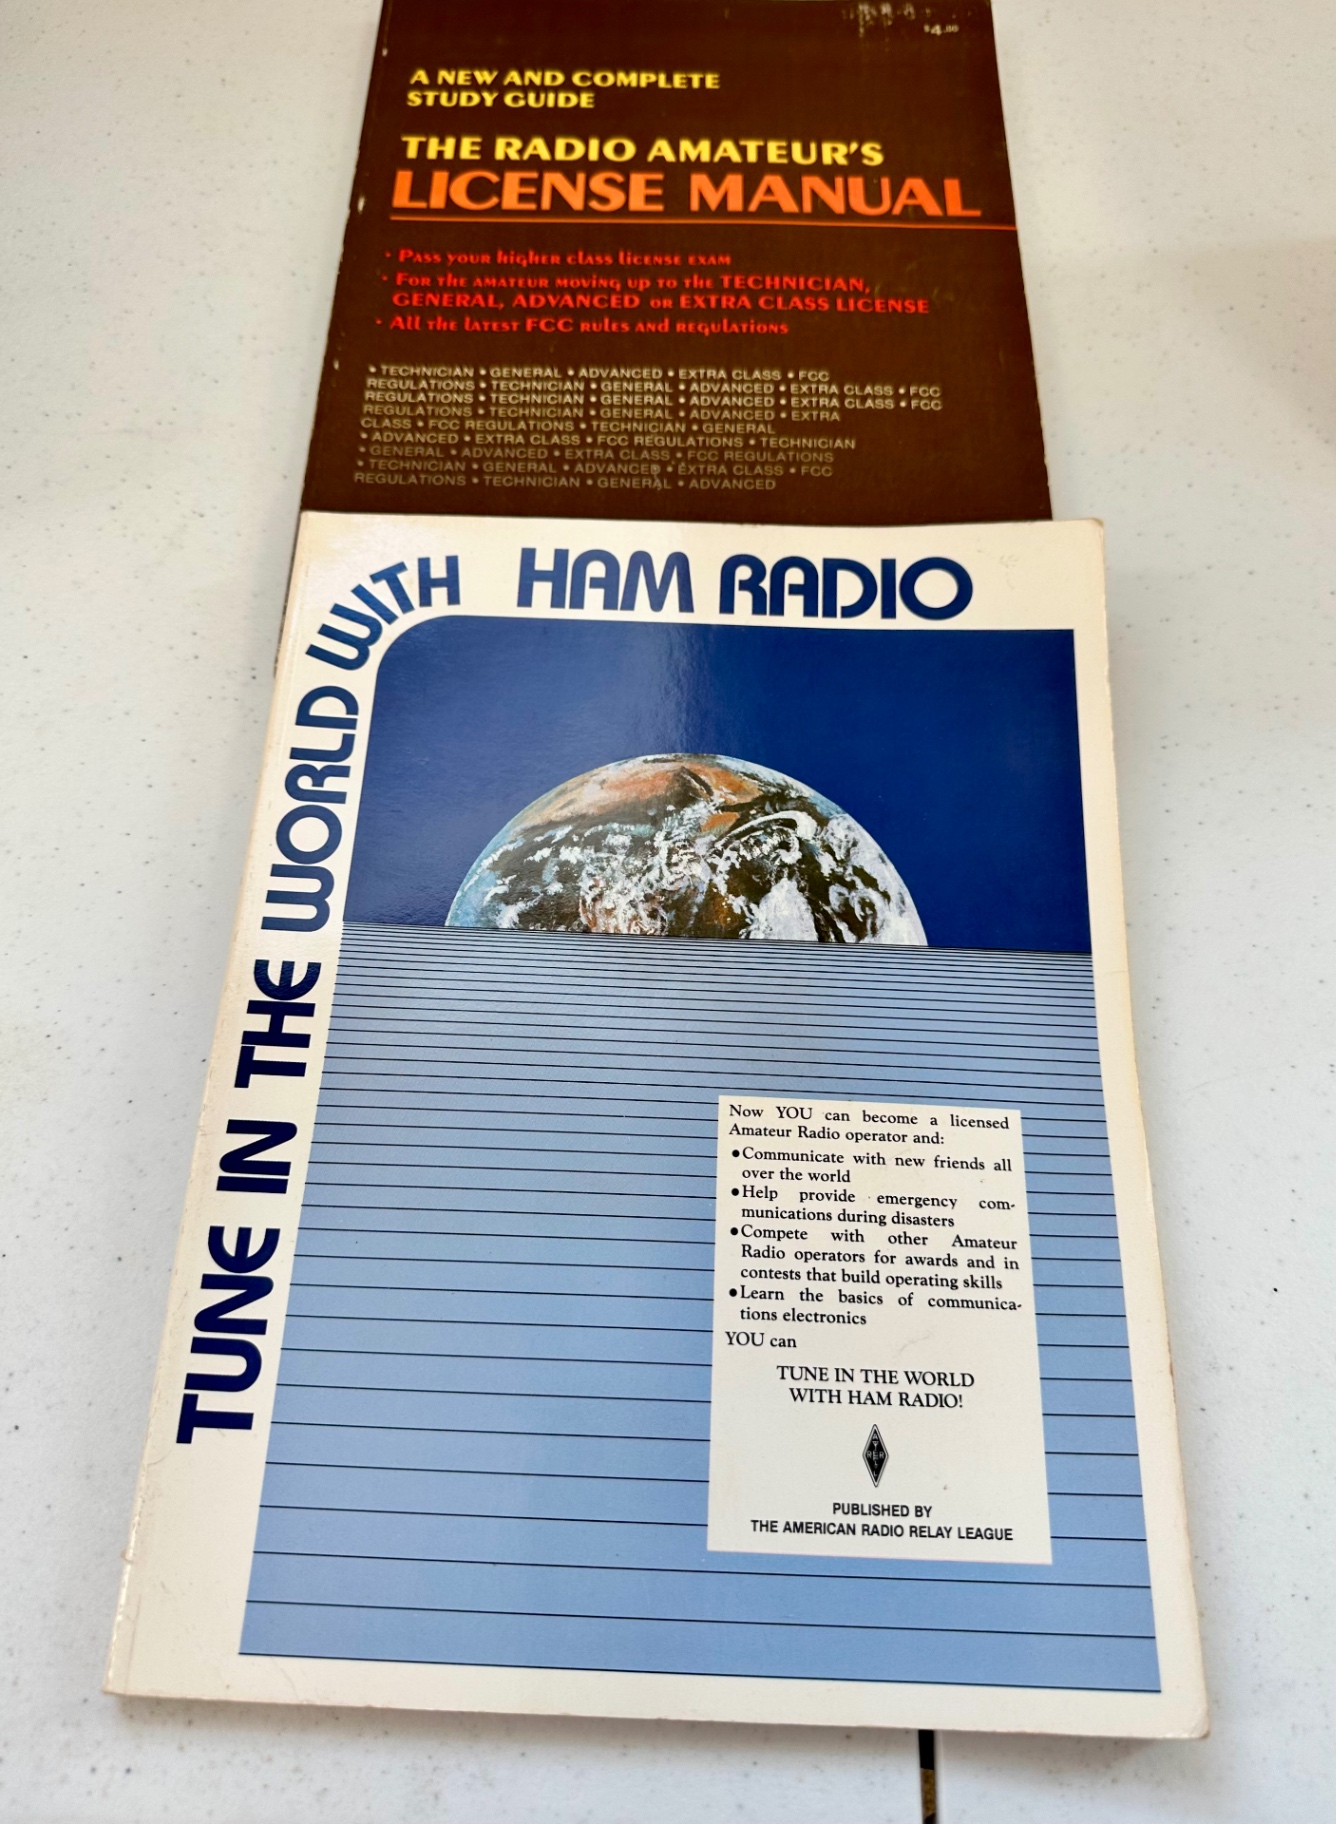 $4.00
A NEW AND COMPLETE
STUDY GUIDE
THE RADIO AMATEUR'S
LICENSE MANUAL
• Pass your higher class license exam
• For the amateur moving up to the TECHNICIAN,
GENERAL, ADVANCED or EXTRA CLASS LICENSE
• All the latest FCC rules and regulations
• TECHNICIAN • GENERAL • ADVANCED • EXTRA CLASS • FCC
REGULATIONS • TECHNICIAN • GENERAL • ADVANCED • EXTRA CLASS • FCC
REGULATIONS • TECHNICIAN • GENERAL • ADVANCED • EXTRA CLASS • FCC
REGULATIONS • TECHNICIAN • GENERAL • ADVANCED • EXTRA
CLASS • FCC REGULATIONS • TECHNICIAN • GENERAL
• ADVANCED • EXTRA CLASS • FCC REGULATIONS • TECHNICIAN
• GENERAL • ADVANCED • EXTRA CLASS • FCC REGULATIONS
• TECHNICIAN • GENERAL • ADVANCED • EXTRA CLASS • FCC
REGULATIONS • TECHNICIAN • GENERAL • ADVANCED
TUNE IN THE WORLD WITH HAM RADIO
Now YOU can become a licensed
Amateur Radio operator and:
• Communicate with new friends all
over the world
• Help provide emergency com-
munications during disasters
• Compete with other Amateur
Radio operators for awards and in
contests that build operating skills
• Learn the basics of communica-
tions electronics
YOU can
TUNE IN THE WORLD
WITH HAM RADIO!
ARRL
PUBLISHED BY
THE AMERICAN RADIO RELAY LEAGUE